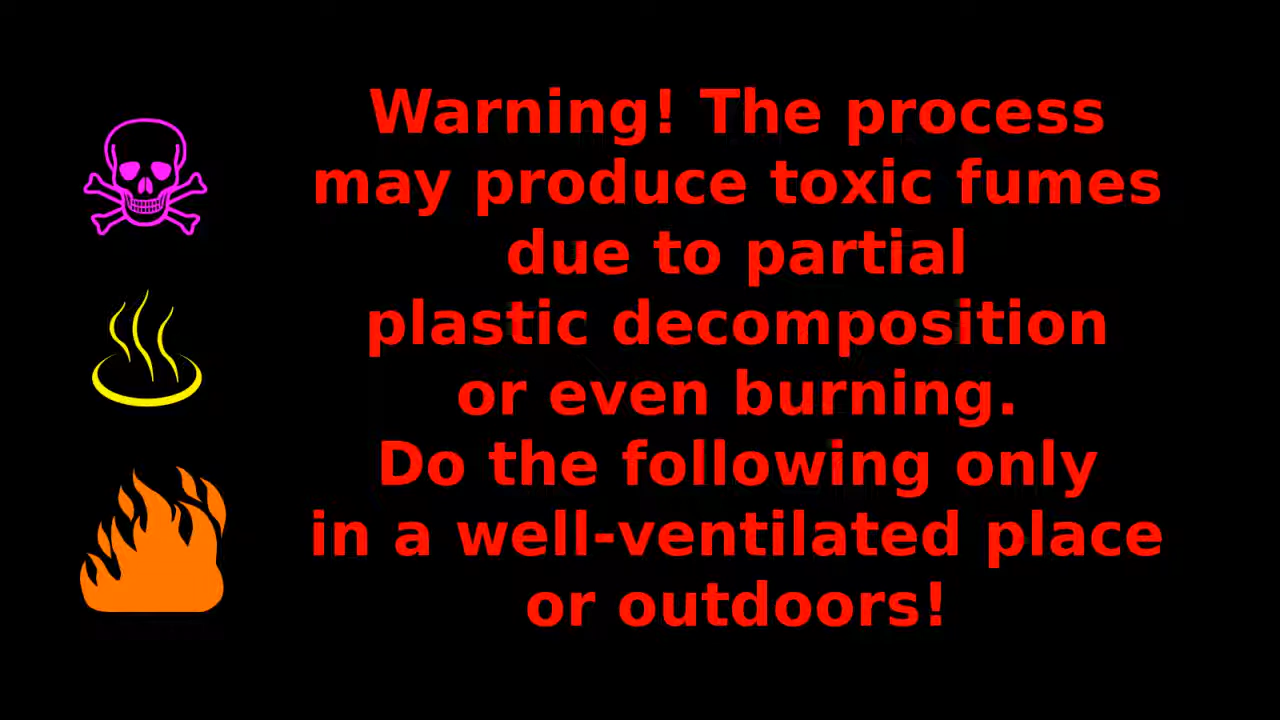 Warning! The process
may produce toxic fumes
due to partial
plastic decomposition
or even burning.
Do the following only
in a well-ventilated place
or outdoors!